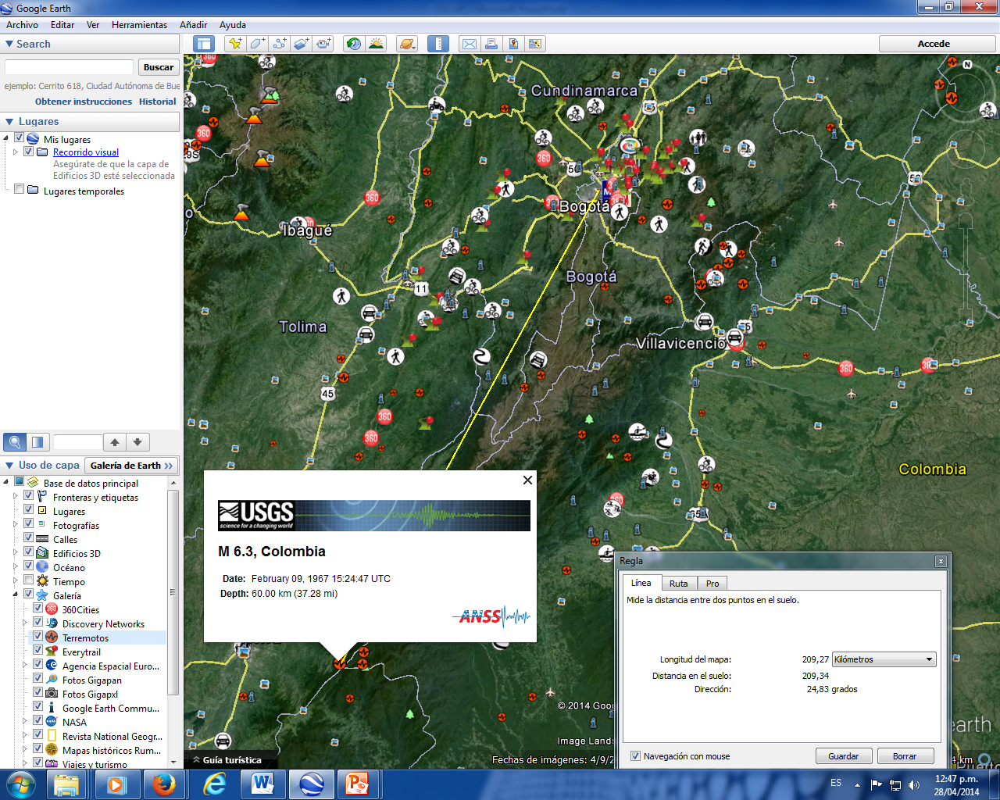 Google Earth
Archivo Editar Ver Herramientas Añadir Ayuda
Search
Buscar
ejemplo: Cerrito 618, Ciudad Autónoma de Bue
Obtener instrucciones Historial
Lugares
Mis lugares
Recorrido visual
Asegúrate de que la capa de
Edificios 3D esté seleccionada
Lugares temporales
Uso de capa
Galería de Earth >>
Base de datos principal
Fronteras y etiquetas
Lugares
Fotografías
Calles
Edificios 3D
Océano
Tiempo
Galería
360Cities
Discovery Networks
Terremotos
Everytrail
Agencia Espacial Euro...
Fotos Gigapan
Fotos Gigapxl
Google Earth Commu...
NASA
Revista National Geogr...
Mapas históricos Rum...
Viajes y turismo
Accede
N
Cundinamarca
360
50
Bogotá
Ibagué
Bogotá
11
Tolima
Villavicencio
45
360
360
360
360
Colombia
65A
USGS
science for a changing world
M 6.3, Colombia
Date: February 09, 1967 15:24:47 UTC
Depth: 60.00 km (37.28 mi)
ANSS
Regla
Línea Ruta Pro
Mide la distancia entre dos puntos en el suelo.
Longitud del mapa: 209,27 Kilómetros
Distancia en el suelo: 209,34
Dirección: 24,83 grados
Navegación con mouse
Guardar Borrar
© 2014 Goog
Image Lands
earth
Guía turística
Fechas de imágenes: 4/9/2
4 km
ES
12:47 p.m.
28/04/2014